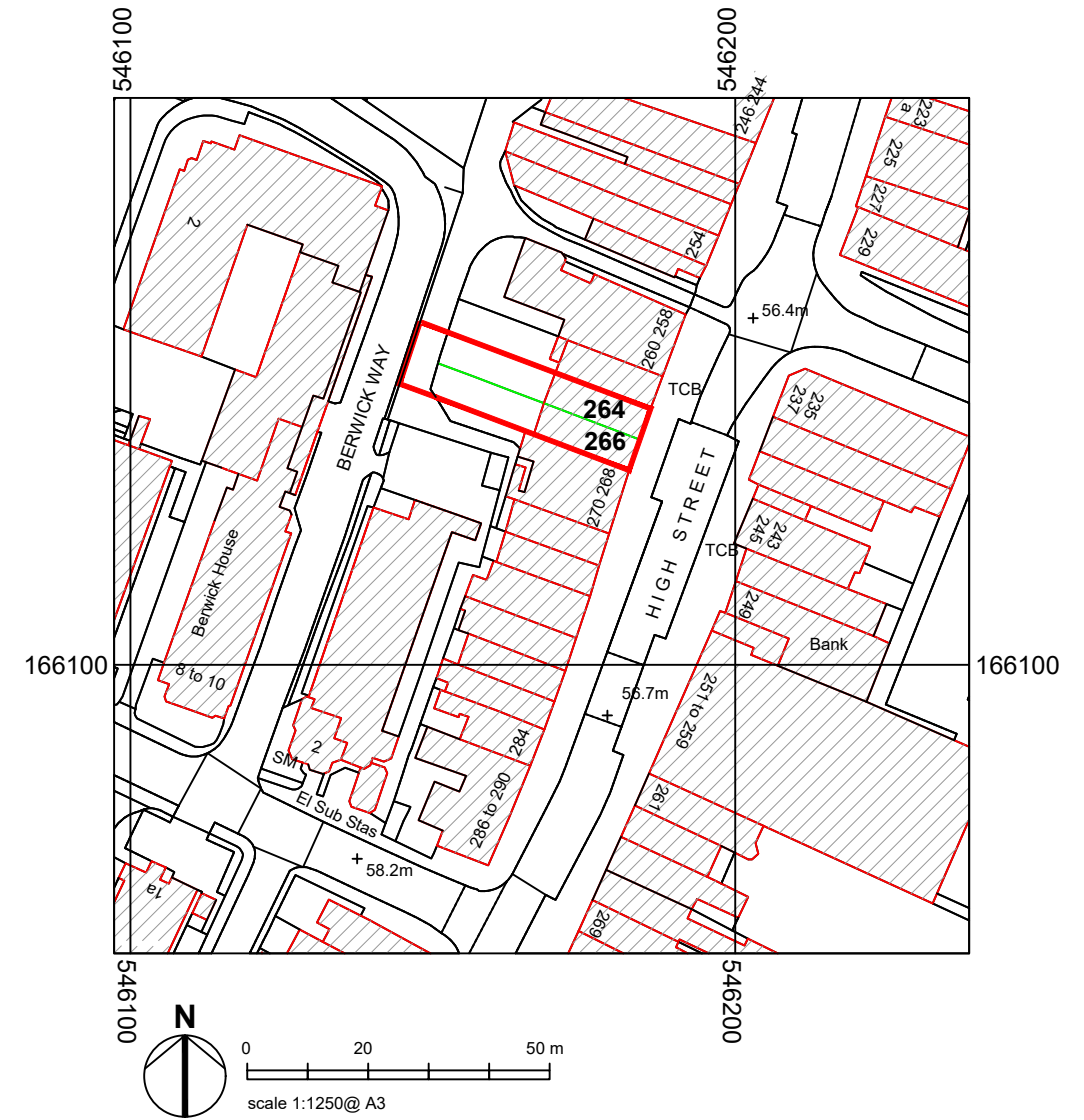 546100
546200
246 244
223
a
225
227
229
2
254
56.4m
260 258
TCB
BERWICK WAY
264
266
235
237
270 268
HIGH STREET
TCB
243
245
249
Berwick House
Bank
166100
166100
8 to 10
56.7m
251 to 259
284
2
SM
261
El Sub Stas
286 to 290
58.2m
1a
269
546100
546200
N
0 20 50 m
scale 1:1250@ A3